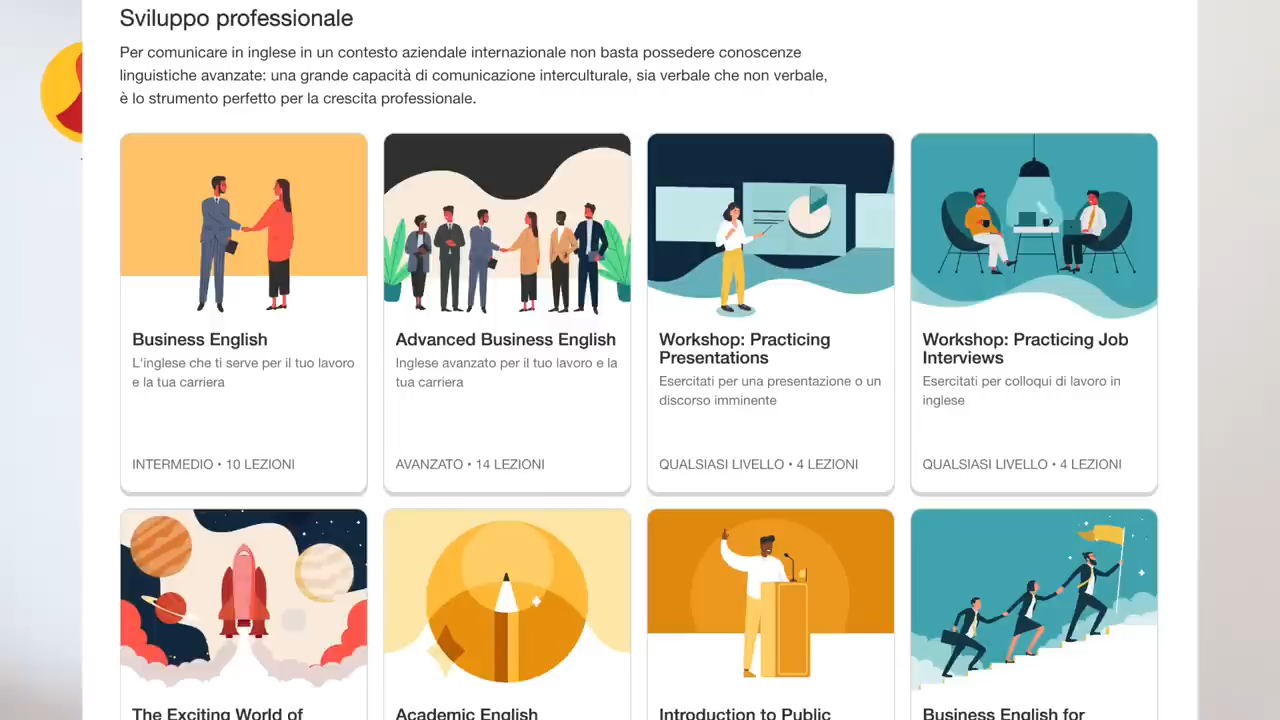 Sviluppo professionale
Per comunicare in inglese in un contesto aziendale internazionale non basta possedere conoscenze
linguistiche avanzate: una grande capacità di comunicazione interculturale, sia verbale che non verbale,
è lo strumento perfetto per la crescita professionale.
Business English
L'inglese che ti serve per il tuo lavoro
e la tua carriera
INTERMEDIO • 10 LEZIONI
Advanced Business English
Inglese avanzato per il tuo lavoro e la
tua carriera
AVANZATO • 14 LEZIONI
Workshop: Practicing
Presentations
Esercitati per una presentazione o un
discorso imminente
QUALSIASI LIVELLO • 4 LEZIONI
Workshop: Practicing Job
Interviews
Esercitati per colloqui di lavoro in
inglese
QUALSIASI LIVELLO • 4 LEZIONI
The Exciting World of
Academic English
Introduction to Public
Business English for